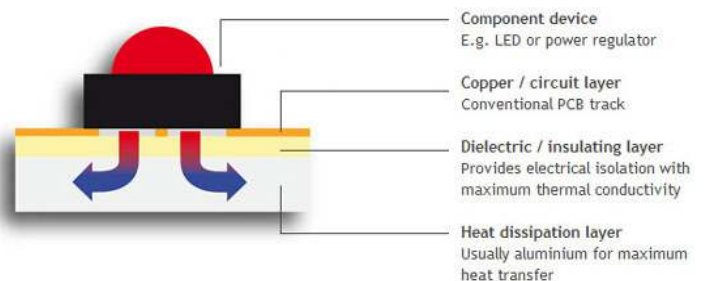 Component device
E.g. LED or power regulator
Copper / circuit layer
Conventional PCB track
Dielectric / insulating layer
Provides electrical isolation with
maximum thermal conductivity
Heat dissipation layer
Usually aluminium for maximum
heat transfer